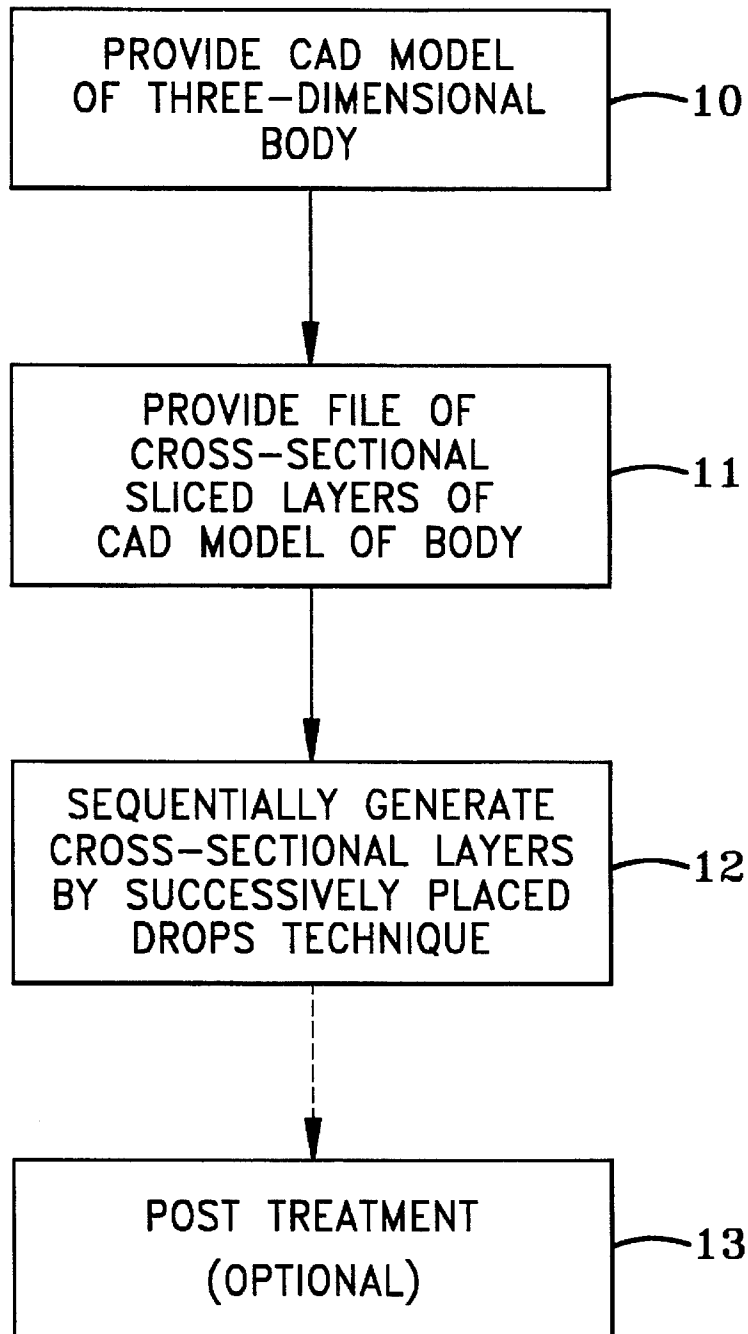 PROVIDE CAD MODEL
OF THREE-DIMENSIONAL
BODY
10
PROVIDE FILE OF
CROSS-SECTIONAL
SLICED LAYERS OF
CAD MODEL OF BODY
11
SEQUENTIALLY GENERATE
CROSS-SECTIONAL LAYERS
BY SUCCESSIVELY PLACED
DROPS TECHNIQUE
12
POST TREATMENT
(OPTIONAL)
13